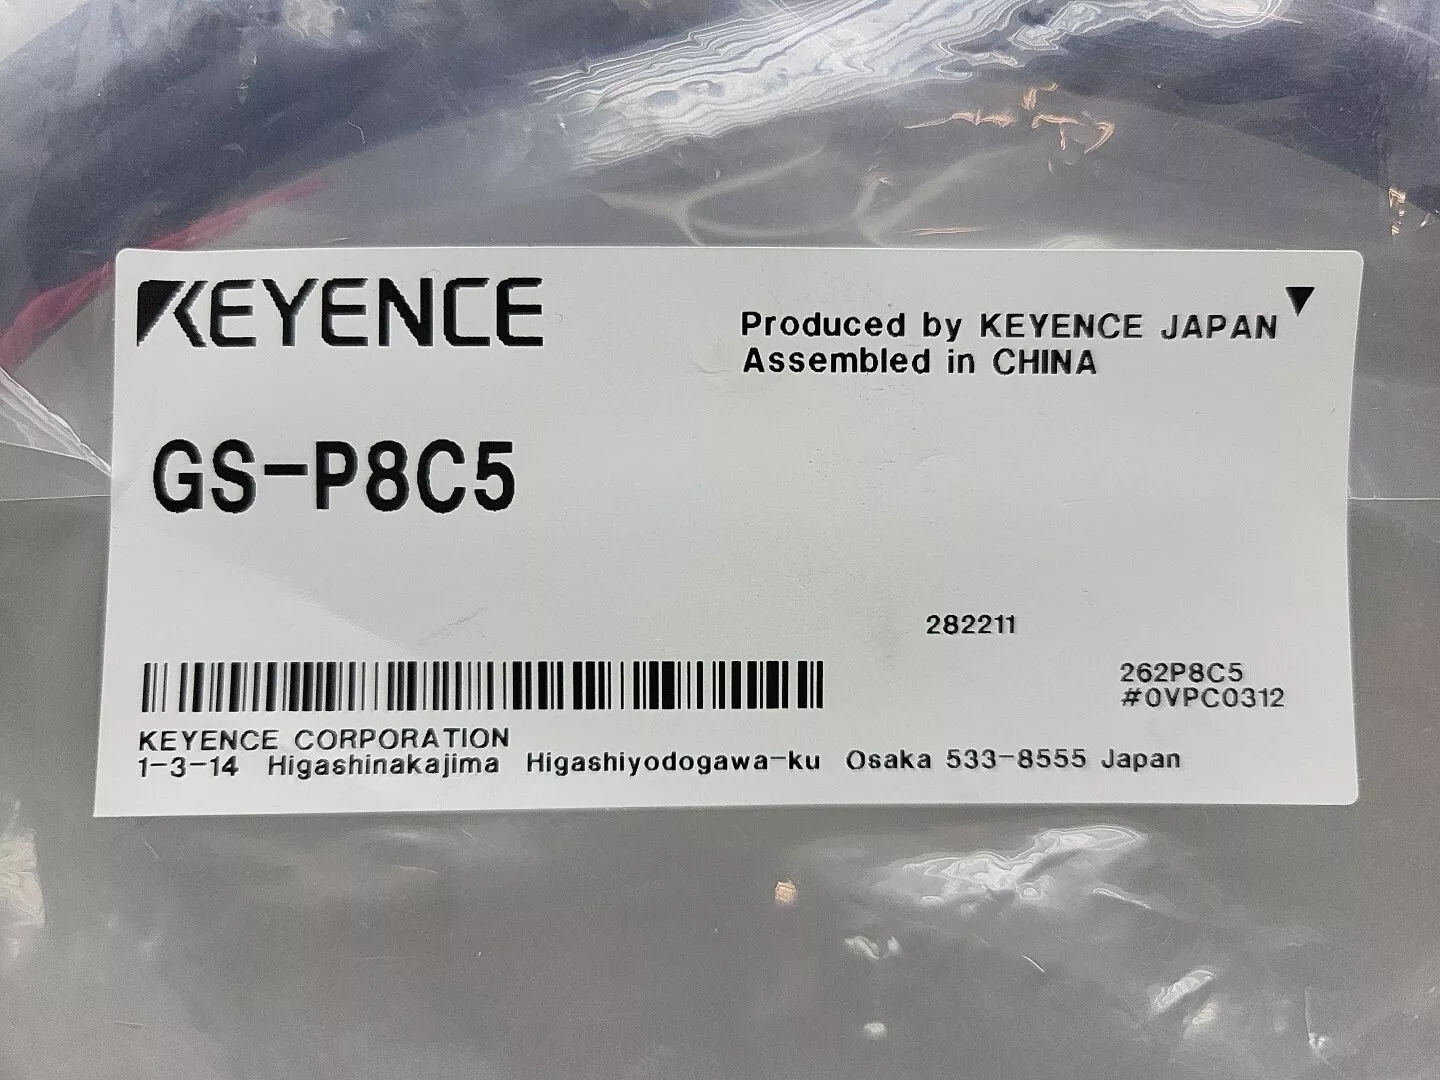 KEYENCE
Produced by KEYENCE JAPAN
Assembled in CHINA
GS-P8C5
282211
262P8C5
#0VPC0312
KEYENCE CORPORATION
1-3-14 Higashinakajima Higashiyodogawa-ku Osaka 533-8555 Japan